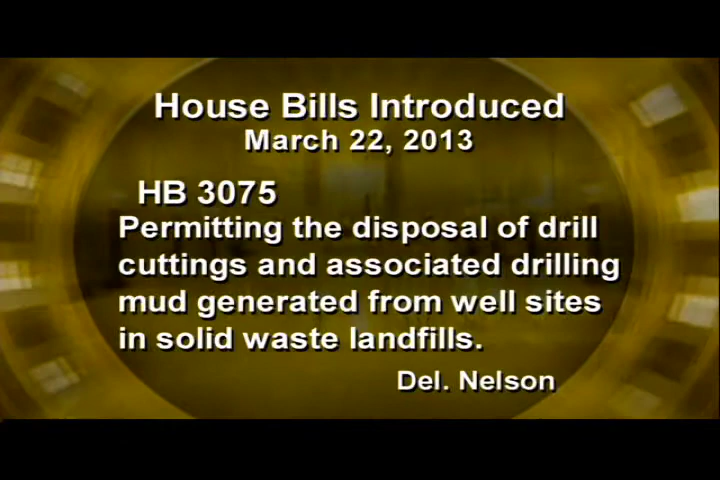 House Bills Introduced
March 22, 2013
HB 3075
Permitting the disposal of drill
cuttings and associated drilling
mud generated from well sites
in solid waste landfills.
Del. Nelson